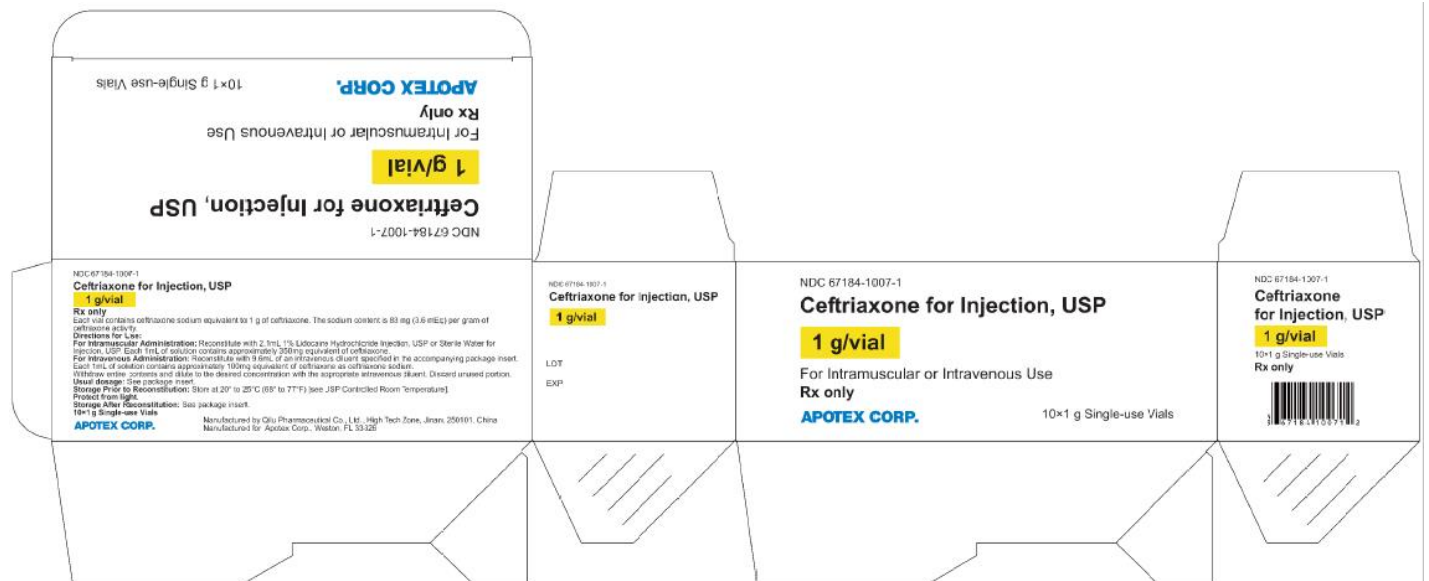 10×1 g Single-use Vials
APOTEX CORP.
Rx only
For Intramuscular or Intravenous Use
1 g/vial
Ceftriaxone for Injection, USP
NDC 67184-1007-1
NDC 67184-1007-1
Ceftriaxone for Injection, USP
1 g/vial
Rx only
Each vial contains ceftriaxone sodium equivalent to 1 g of ceftriaxone. The sodium content is 83 mg (3.6 mEq) per gram of
ceftriaxone activity.
Directions for Use:
For Intramuscular Administration: Reconstitute with 2.1mL 1% Lidocaine Hydrochloride Injection, USP or Sterile Water for
Injection, USP. Each 1mL of solution contains approximately 350mg equivalent of ceftriaxone.
For Intravenous Administration: Reconstitute with 9.6mL of an intravenous diluent specified in the accompanying package insert.
Each 1mL of solution contains approximately 100mg equivalent of ceftriaxone as ceftriaxone sodium.
Withdraw entire contents and dilute to the desired concentration with the appropriate intravenous diluent. Discard unused portion.
Usual dosage: See package insert.
Storage Prior to Reconstitution: Store at 20° to 25°C (68° to 77°F) [see USP Controlled Room Temperature].
Protect from light.
Storage After Reconstitution: See package insert.
10×1 g Single-use Vials
APOTEX CORP.
Manufactured by Qilu Pharmaceutical Co., Ltd., High Tech Zone, Jinan, 250101, China
Manufactured for Apotex Corp., Weston, FL 33326
NDC 67184-1007-1
Ceftriaxone for Injection, USP
1 g/vial
LOT
EXP
NDC 67184-1007-1
Ceftriaxone for Injection, USP
1 g/vial
For Intramuscular or Intravenous Use
Rx only
APOTEX CORP.
10×1 g Single-use Vials
NDC 67184-1007-1
Ceftriaxone
for Injection, USP
1 g/vial
10×1 g Single-use Vials
Rx only
3 67184 10071 2